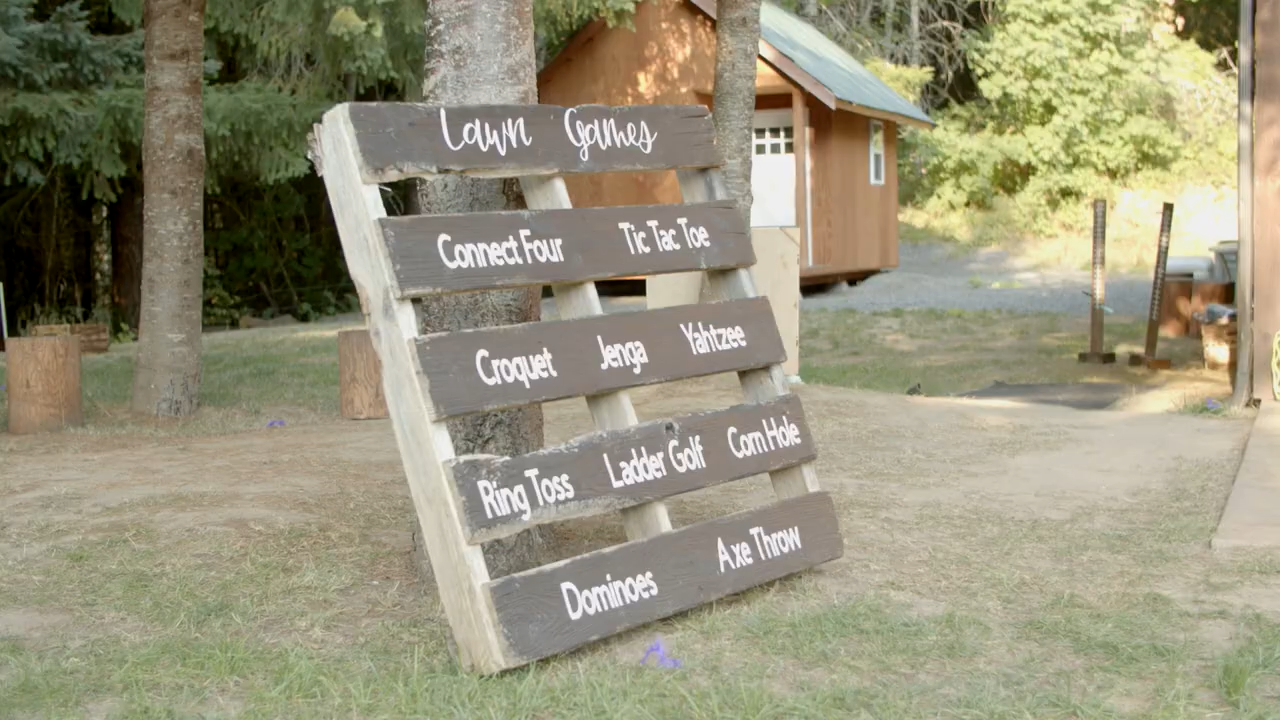 Lawn Games
Connect Four Tic Tac Toe
Croquet Jenga Yahtzee
Ring Toss Ladder Golf Corn Hole
Dominoes Axe Throw